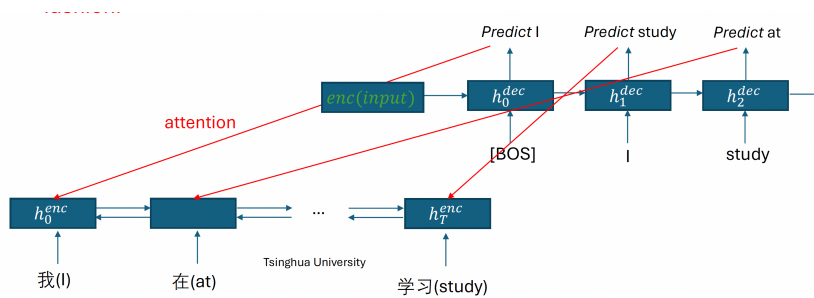 Predict I
Predict study
Predict at
enc(input)
h_0^{dec}
h_1^{dec}
h_2^{dec}
attention
[BOS]
I
study
h_0^{enc}
...
h_T^{enc}
Tsinghua University
我(I)
在(at)
学习(study)